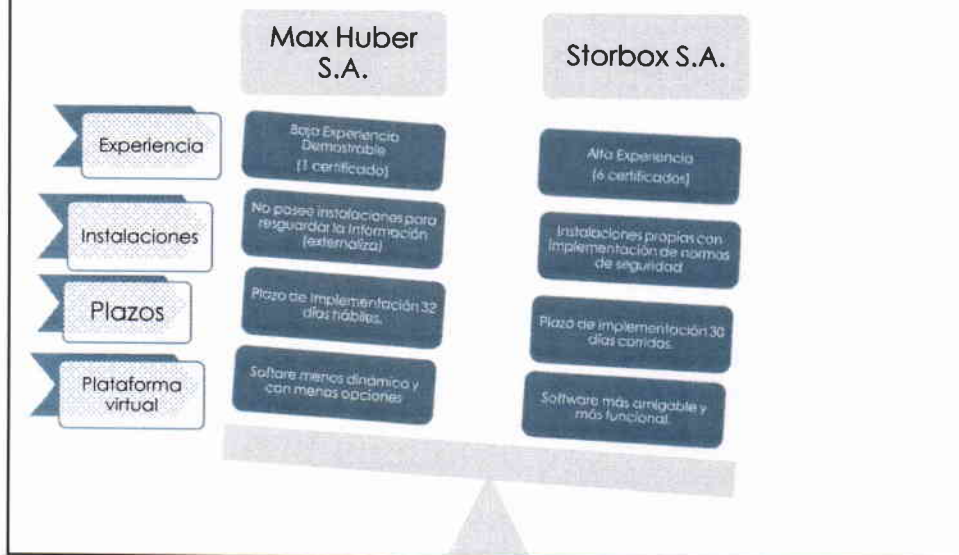 Max Huber
S.A.
Storbox S.A.
Experiencia
Baja Experiencia
Demostrable
(1 certificado)
Alta Experiencia
(6 certificados)
Instalaciones
No posee instalaciones para
resguardar la Información
(externaliza)
Instalaciones propias con
Implementación de normas
de seguridad
Plazos
Plazo de Implementación 32
días hábiles.
Plazo de implementación 30
días corridos.
Plataforma
virtual
Softare menos dinámico y
con menos opciones
Software más amigable y
más funcional.